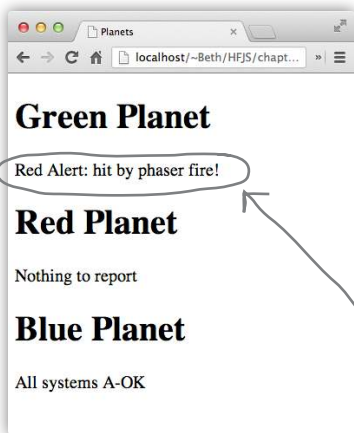 Planets
localhost/~Beth/HFJS/chapt...
Green Planet
Red Alert: hit by phaser fire!
Red Planet
Nothing to report
Blue Planet
All systems A-OK